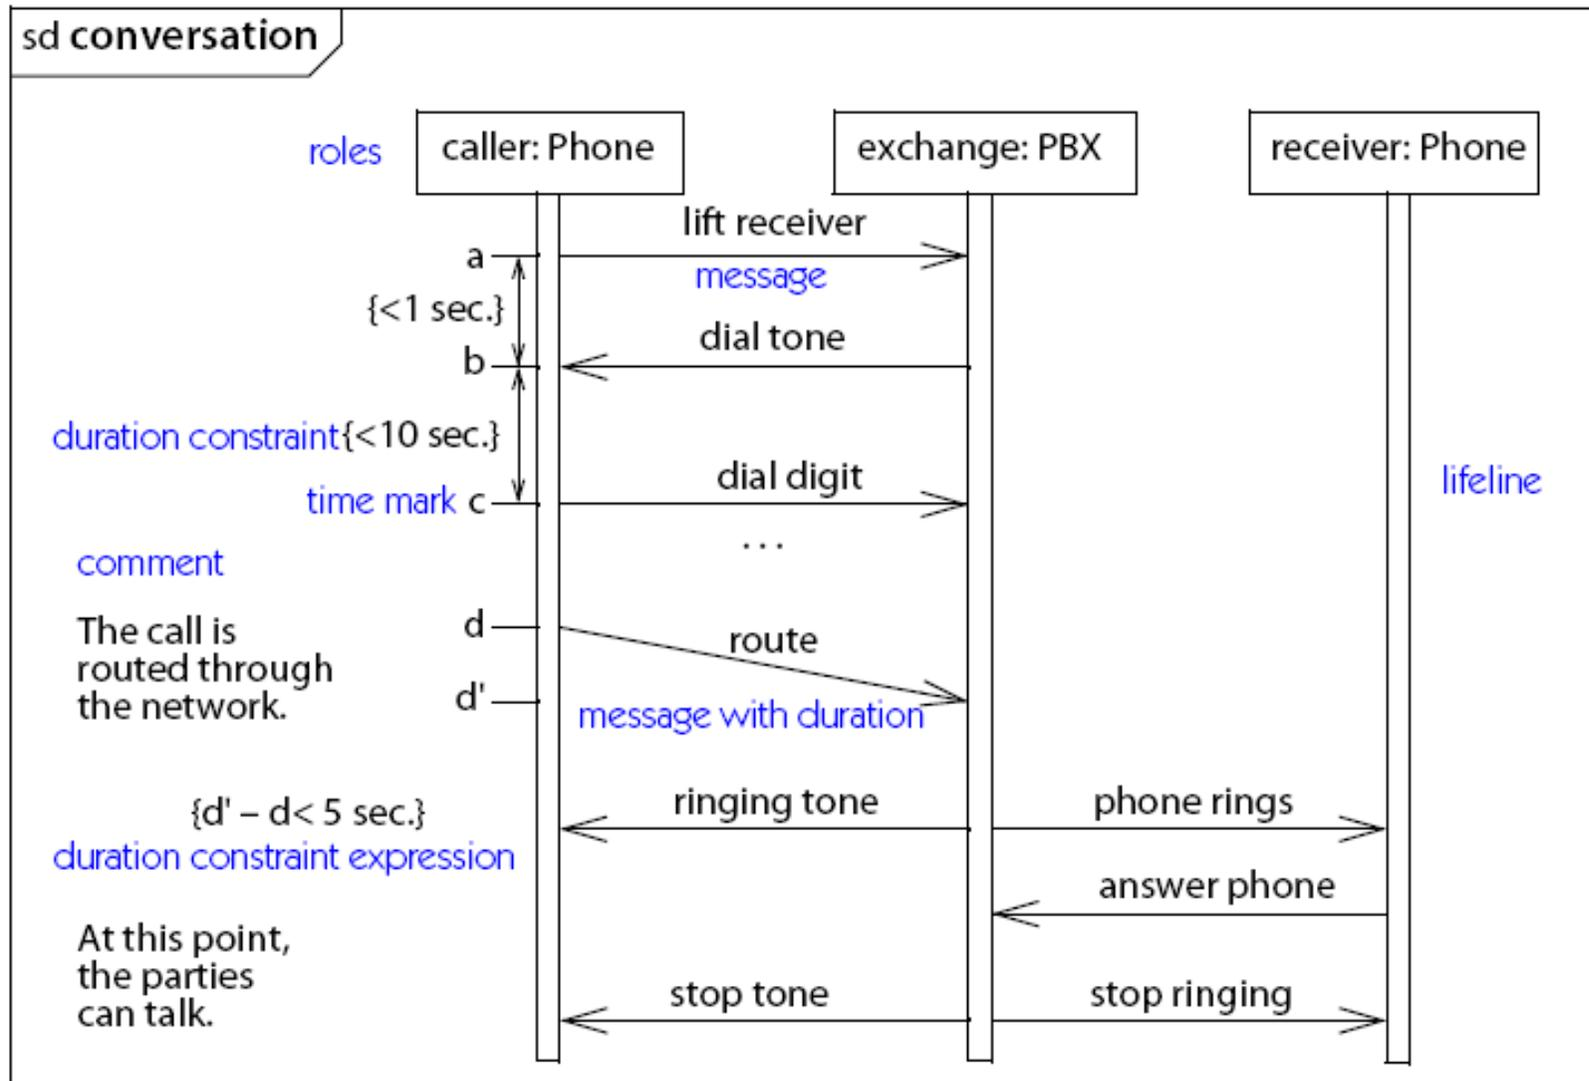 sd conversation
roles
caller: Phone
exchange: PBX
receiver: Phone
lift receiver
a
message
{<1 sec.}
dial tone
b
duration constraint {<10 sec.}
dial digit
lifeline
time mark c
...
comment
The call is
routed through
the network.
d
route
d'
message with duration
{d' – d< 5 sec.}
ringing tone
phone rings
duration constraint expression
answer phone
At this point,
the parties
can talk.
stop tone
stop ringing